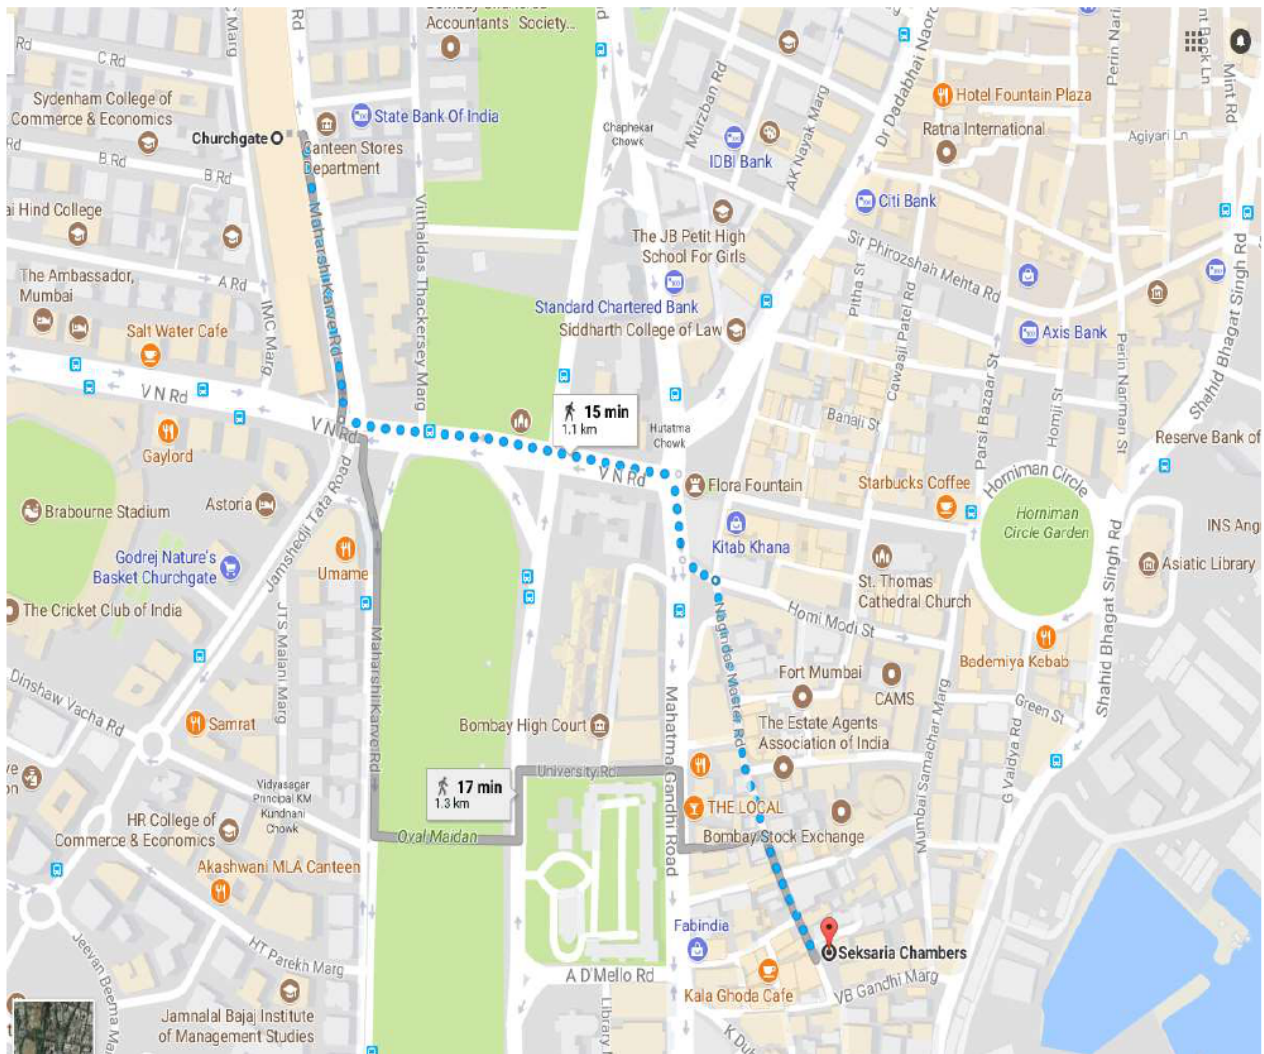 Accountants' Society...
Rd
IMC Marg
C Rd
Sydenham College of
Commerce & Economics
Churchgate
State Bank Of India
Canteen Stores
Department
Chaphekar
Chowk
Murzban Rd
IDBI Bank
AK Nayak Marg
Dr Dadabhai Naoro
Hotel Fountain Plaza
Ratna International
Perin Nari
Mint Rd
Agiyari Ln
Rd
B Rd
B Rd
ai Hind College
Maharshi Karve Rd
Vitthaldas Thackersey Marg
The JB Petit High
School For Girls
Citi Bank
Sir Phirozshah Mehta Rd
Shahid Bhagat Singh Rd
The Ambassador,
Mumbai
A Rd
IMC Marg
Standard Chartered Bank
Siddharth College of Law
Pitha St
Cawasji Patel Rd
Axis Bank
Perin Nariman St
Salt Water Cafe
V N Rd
V N Rd
15 min
1.1 km
Hutatma
Chowk
Banaji St
Parsi Bazaar St
Homji St
Reserve Bank of
Gaylord
V N Rd
Flora Fountain
Starbucks Coffee
Horniman Circle
Horniman
Circle Garden
Brabourne Stadium
Astoria
Jamshedji Tata Road
Kitab Khana
INS Ang
Godrej Nature's
Basket Churchgate
Umame
St. Thomas
Cathedral Church
Asiatic Library
The Cricket Club of India
JTS Malani Marg
Maharshi Karve Rd
Nagindas Master Rd
Homi Modi St
Bademiya Kebab
Shahid Bhagat Singh Rd
Dinshaw Vacha Rd
Samrat
Bombay High Court
Mahatma Gandhi Road
Fort Mumbai
CAMS
The Estate Agents
Association of India
Mumbai Samachar Marg
Green St
G Vaidya Rd
University Rd
17 min
1.3 km
Vidyasagar
Principal KM
Kundnani
Chowk
THE LOCAL
Bombay Stock Exchange
HR College of
Commerce & Economics
Oval Maidan
Akashwani MLA Canteen
Fabindia
Seksaria Chambers
Jeevan Beema Ma
HT Parekh Marg
A D'Mello Rd
Kala Ghoda Cafe
VB Gandhi Marg
Jamnalal Bajaj Institute
of Management Studies
Library